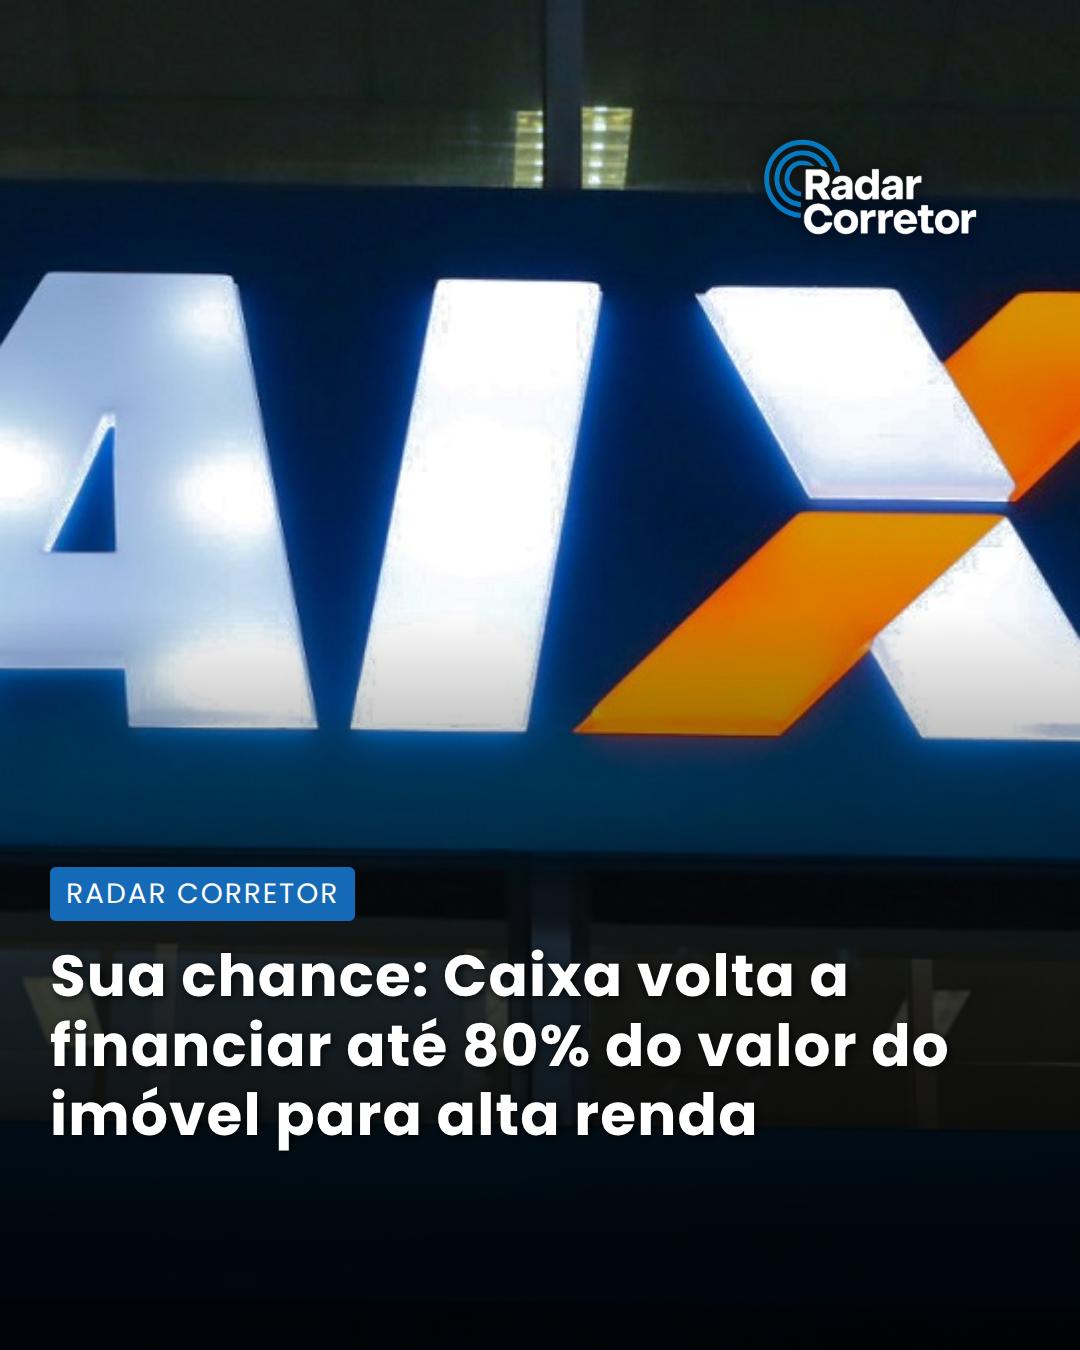 Radar
Corretor
AIX
RADAR CORRETOR
Sua chance: Caixa volta a
financiar até 80% do valor do
imóvel para alta renda